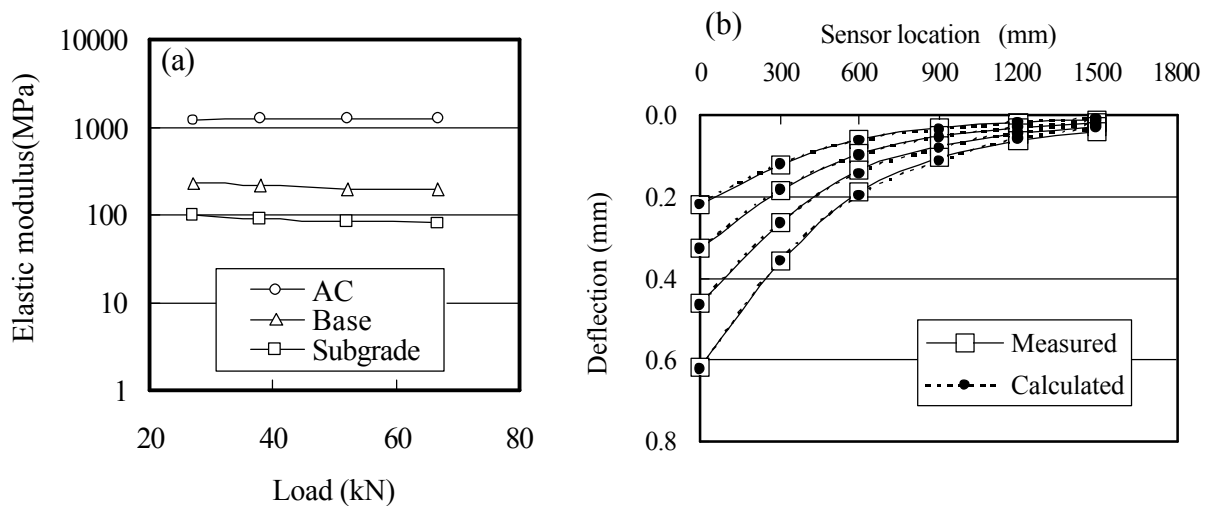 (a)
10000
1000
100
10
1
Elastic modulus(MPa)
AC
Base
Subgrade
20 40 60 80
Load (kN)
(b)
Sensor location (mm)
0 300 600 900 1200 1500 1800
0.0
0.2
0.4
0.6
0.8
Deflection (mm)
Measured
Calculated